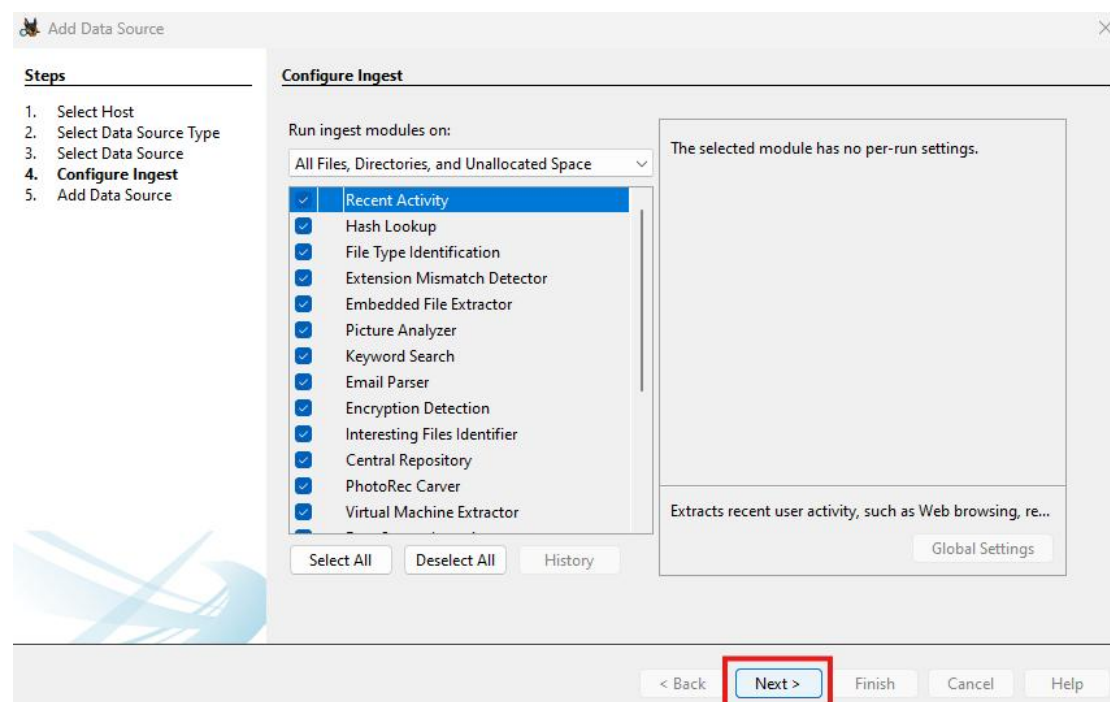 Add Data Source
Steps
1. Select Host
2. Select Data Source Type
3. Select Data Source
4. Configure Ingest
5. Add Data Source
Configure Ingest
Run ingest modules on:
All Files, Directories, and Unallocated Space
Recent Activity
Hash Lookup
File Type Identification
Extension Mismatch Detector
Embedded File Extractor
Picture Analyzer
Keyword Search
Email Parser
Encryption Detection
Interesting Files Identifier
Central Repository
PhotoRec Carver
Virtual Machine Extractor
Select All Deselect All History
The selected module has no per-run settings.
Extracts recent user activity, such as Web browsing, re...
Global Settings
< Back Next > Finish Cancel Help